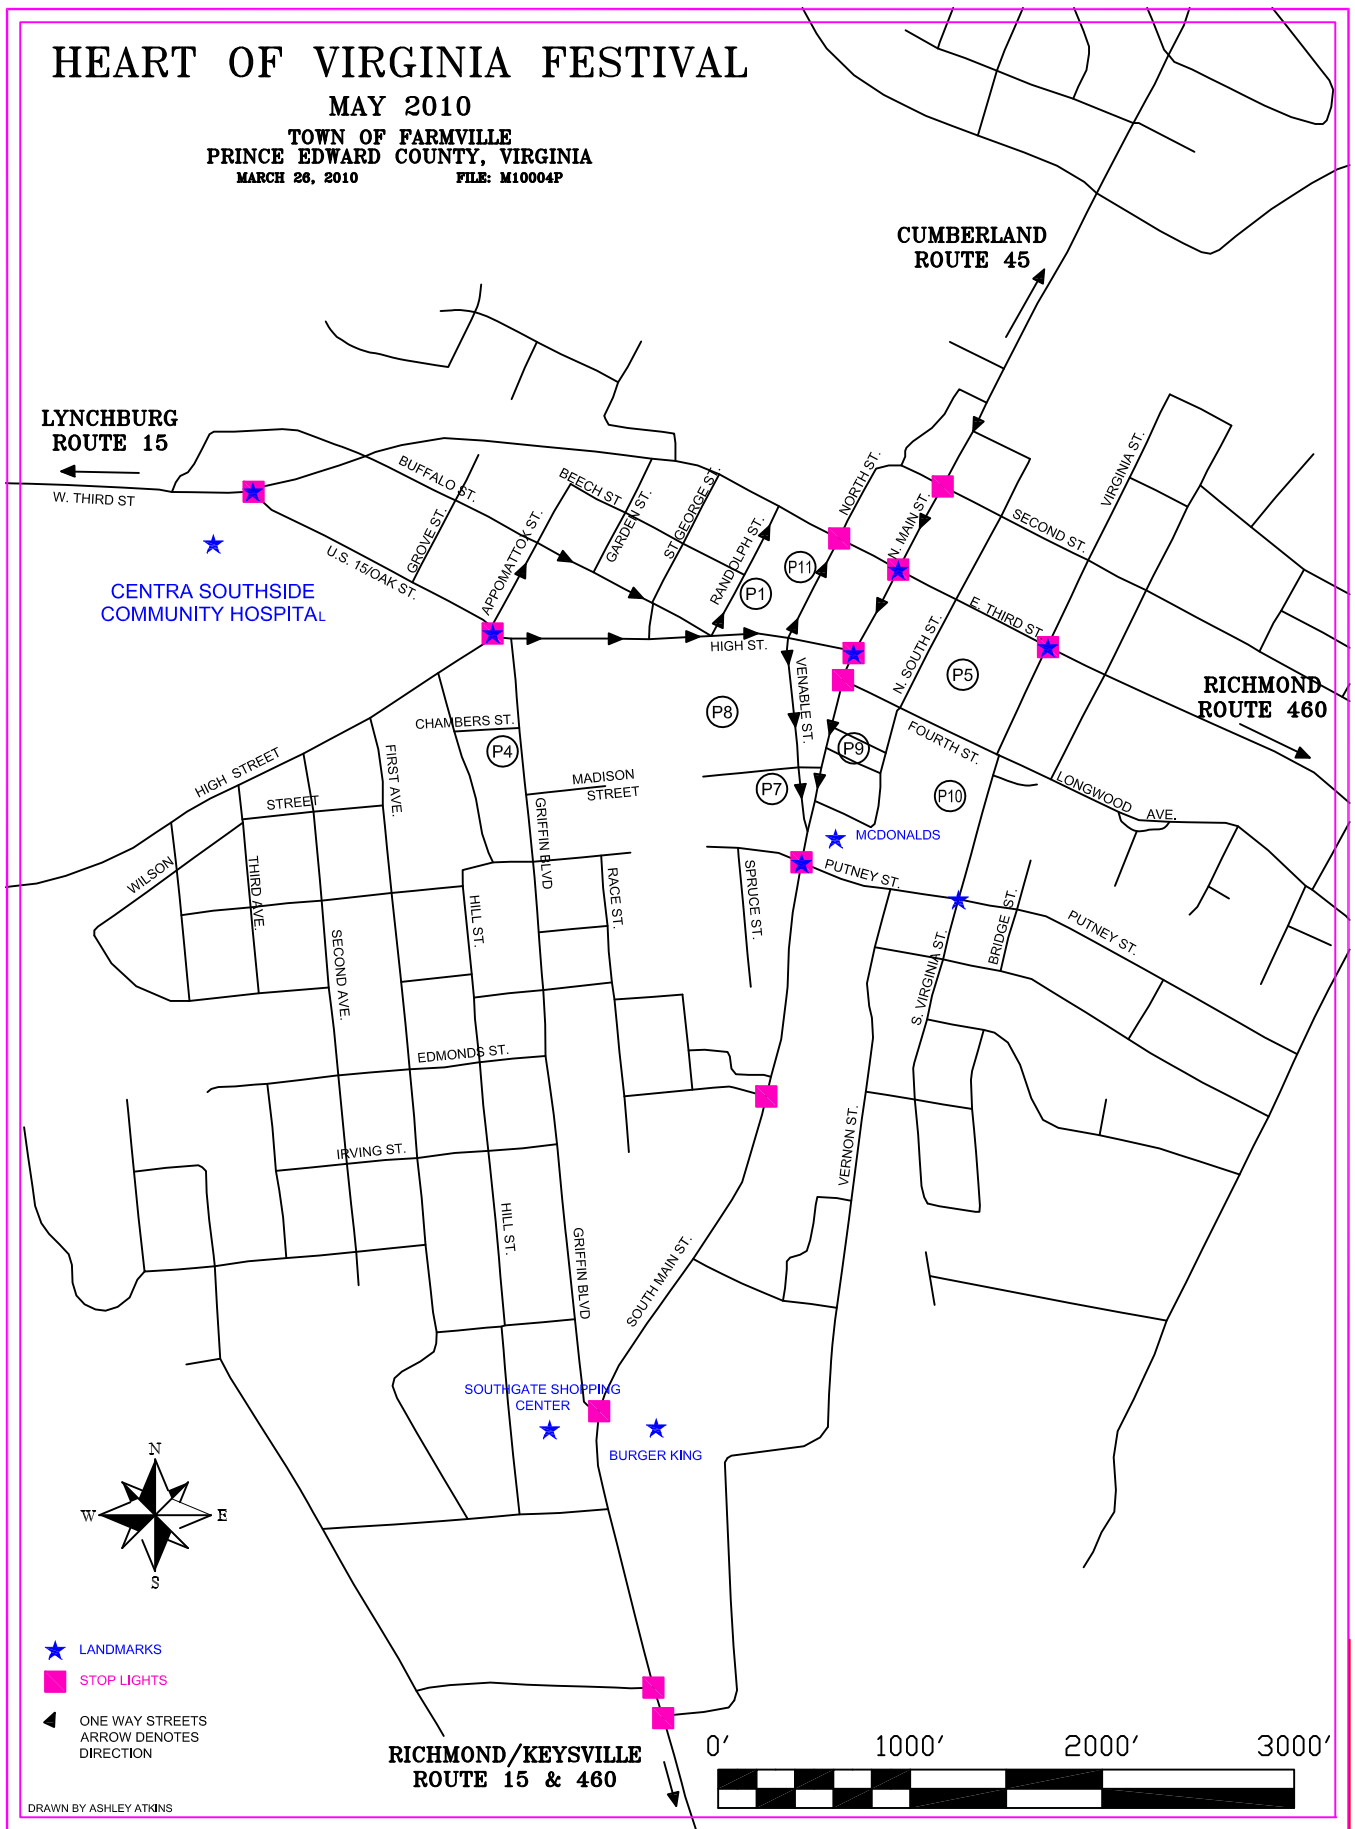 HEART OF VIRGINIA FESTIVAL
MAY 2010
TOWN OF FARMVILLE
PRINCE EDWARD COUNTY, VIRGINIA
MARCH 26, 2010 FILE: M10004P
CUMBERLAND
ROUTE 45
LYNCHBURG
ROUTE 15
W. THIRD ST
BUFFALO ST.
BEECH ST.
NORTH ST.
VIRGINIA ST.
GROVE ST.
GARDEN ST.
ST GEORGE ST.
N. MAIN ST.
SECOND ST.
U.S. 15/OAK ST.
APPOMATTOX ST.
RANDOLPH ST.
P11
P1
CENTRA SOUTHSIDE
COMMUNITY HOSPITAL
E. THIRD ST
HIGH ST.
VENABLE ST.
N. SOUTH ST.
P5
RICHMOND
ROUTE 460
P8
CHAMBERS ST.
P4
P9
FOURTH ST.
HIGH STREET
FIRST AVE.
MADISON
STREET
P7
P10
LONGWOOD AVE.
STREET
WILSON
GRIFFIN BLVD
MCDONALDS
THIRD AVE.
HILL ST.
RACE ST.
SPRUCE ST.
PUTNEY ST.
PUTNEY ST.
BRIDGE ST.
SECOND AVE.
S. VIRGINIA ST.
EDMONDS ST.
IRVING ST.
VERNON ST.
HILL ST.
GRIFFIN BLVD
SOUTH MAIN ST.
SOUTHGATE SHOPPING
CENTER
BURGER KING
N
W E
S
LANDMARKS
STOP LIGHTS
ONE WAY STREETS
ARROW DENOTES
DIRECTION
RICHMOND/KEYSVILLE
ROUTE 15 & 460
0' 1000' 2000' 3000'
DRAWN BY ASHLEY ATKINS